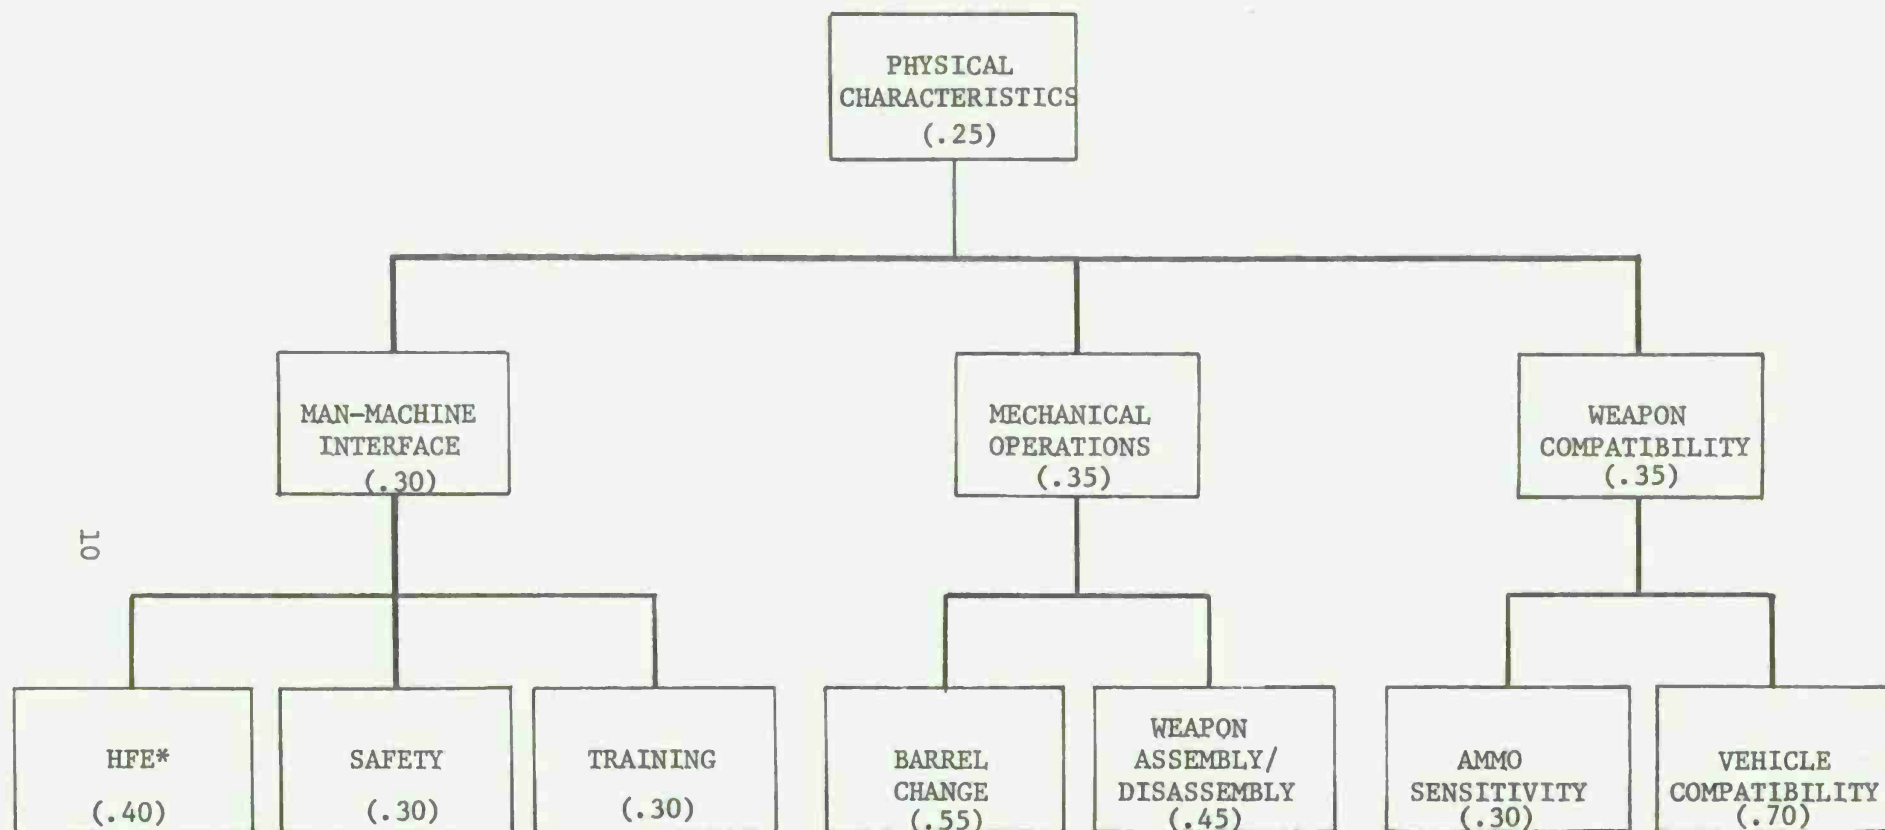 PHYSICAL
CHARACTERISTICS
(.25)
MAN-MACHINE
INTERFACE
(.30)
MECHANICAL
OPERATIONS
(.35)
WEAPON
COMPATIBILITY
(.35)
10
HFE*
(.40)
SAFETY
(.30)
TRAINING
(.30)
BARREL
CHANGE
(.55)
WEAPON
ASSEMBLY/
DISASSEMBLY
(.45)
AMMO
SENSITIVITY
(.30)
VEHICLE
COMPATIBILITY
(.70)